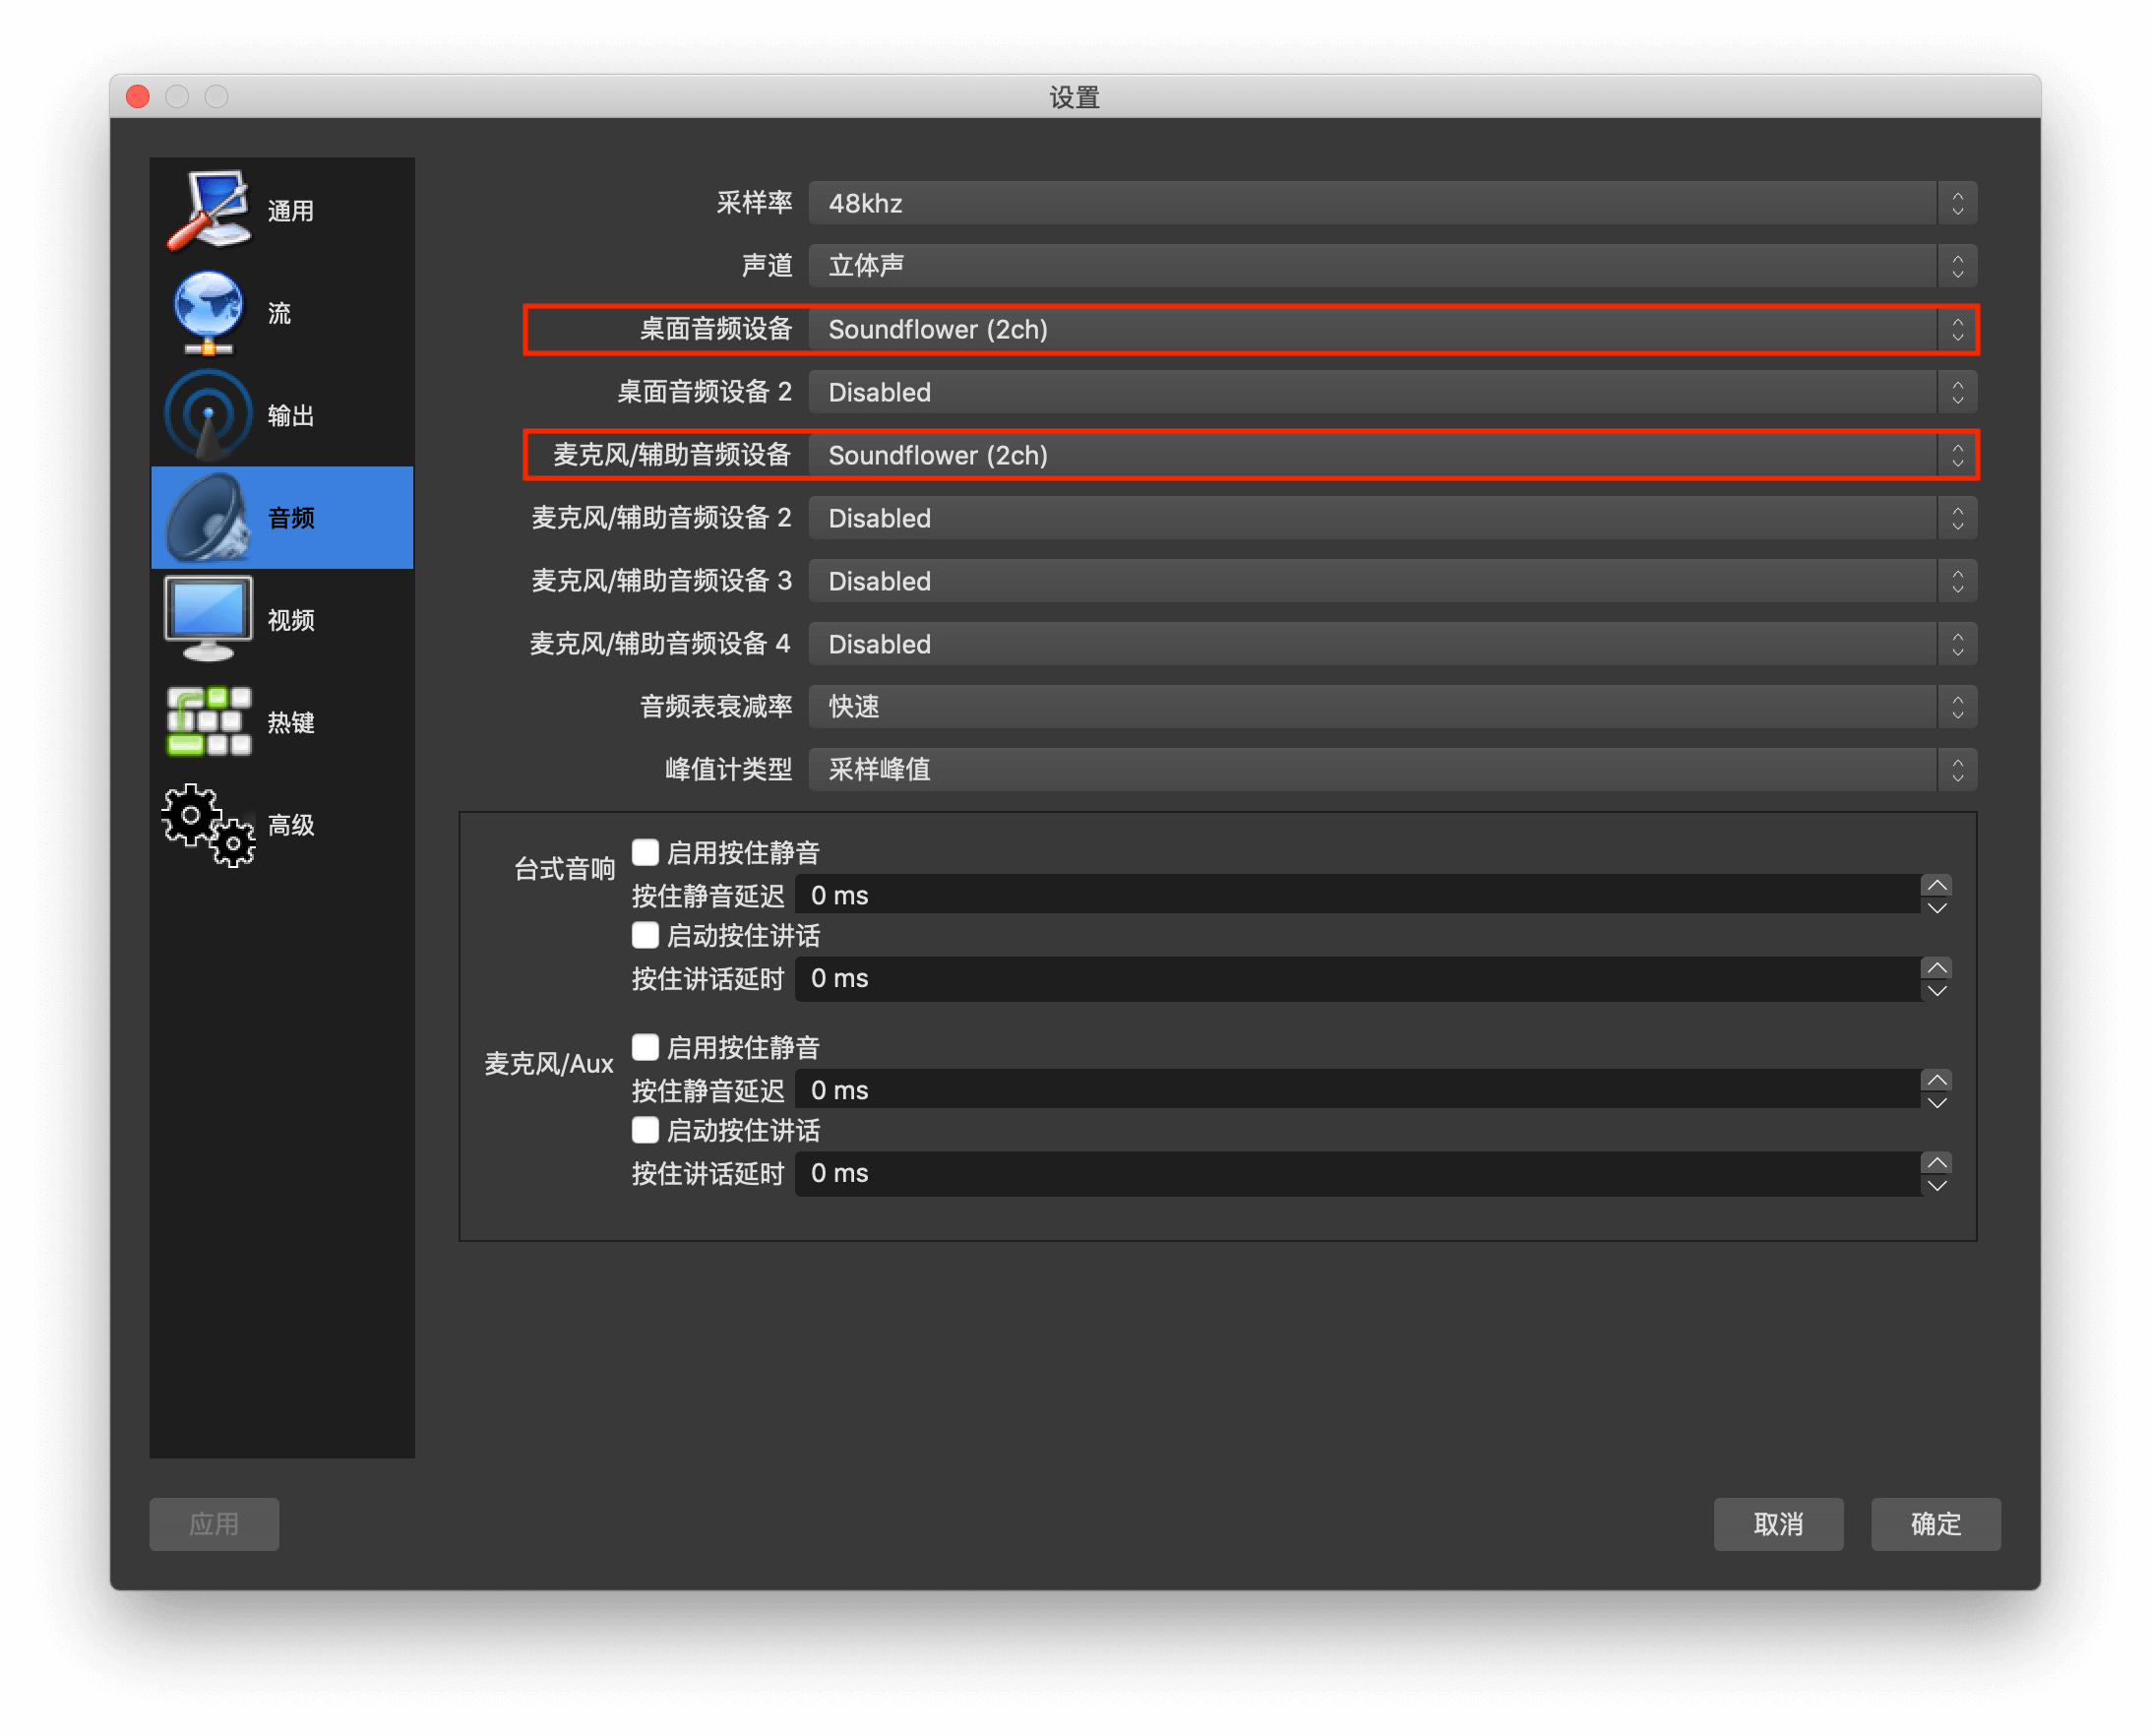 设置
通用
流
输出
音频
视频
热键
高级
采样率 48khz
声道 立体声
桌面音频设备 Soundflower (2ch)
桌面音频设备 2 Disabled
麦克风/辅助音频设备 Soundflower (2ch)
麦克风/辅助音频设备 2 Disabled
麦克风/辅助音频设备 3 Disabled
麦克风/辅助音频设备 4 Disabled
音频表衰减率 快速
峰值计类型 采样峰值
台式音响
启用按住静音
按住静音延迟 0 ms
启动按住讲话
按住讲话延时 0 ms
麦克风/Aux
启用按住静音
按住静音延迟 0 ms
启动按住讲话
按住讲话延时 0 ms
应用 取消 确定